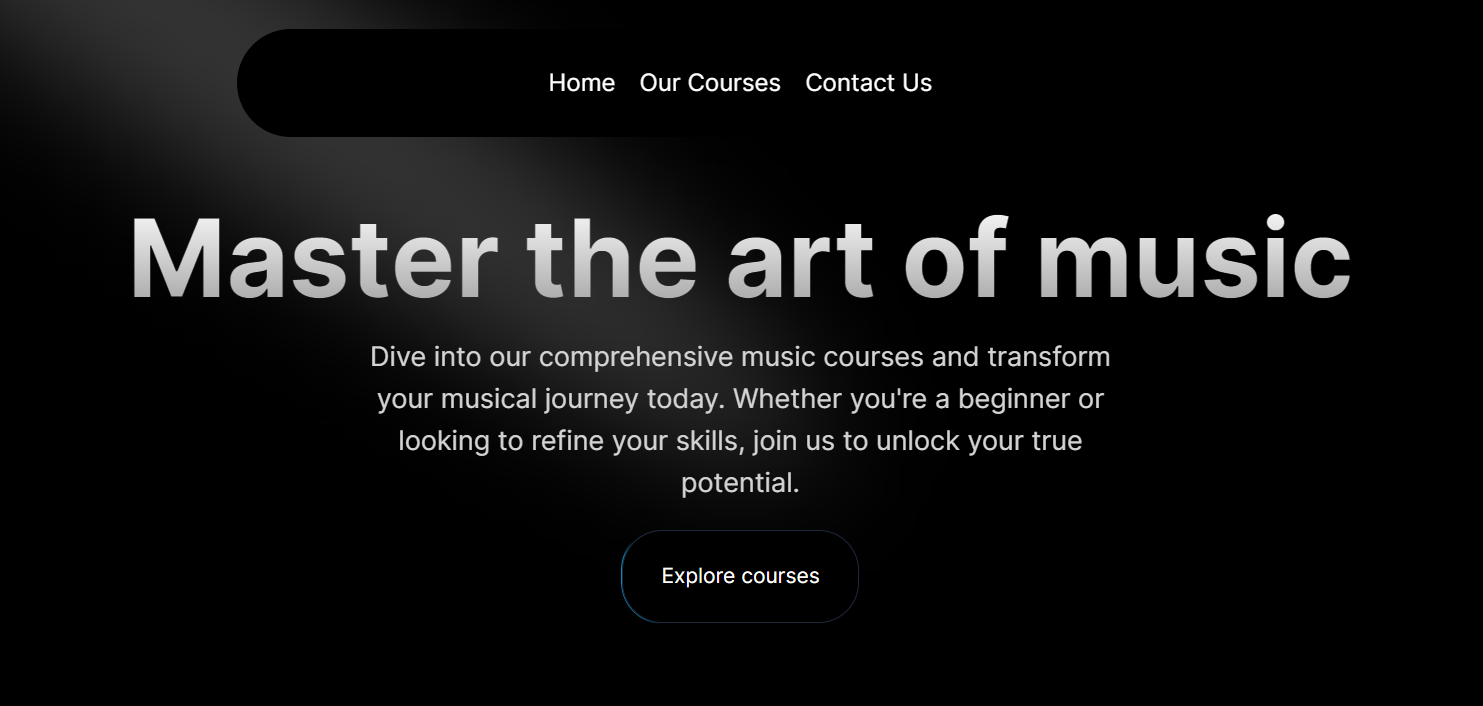 Home Our Courses Contact Us
Master the art of music
Dive into our comprehensive music courses and transform
your musical journey today. Whether you're a beginner or
looking to refine your skills, join us to unlock your true
potential.
Explore courses